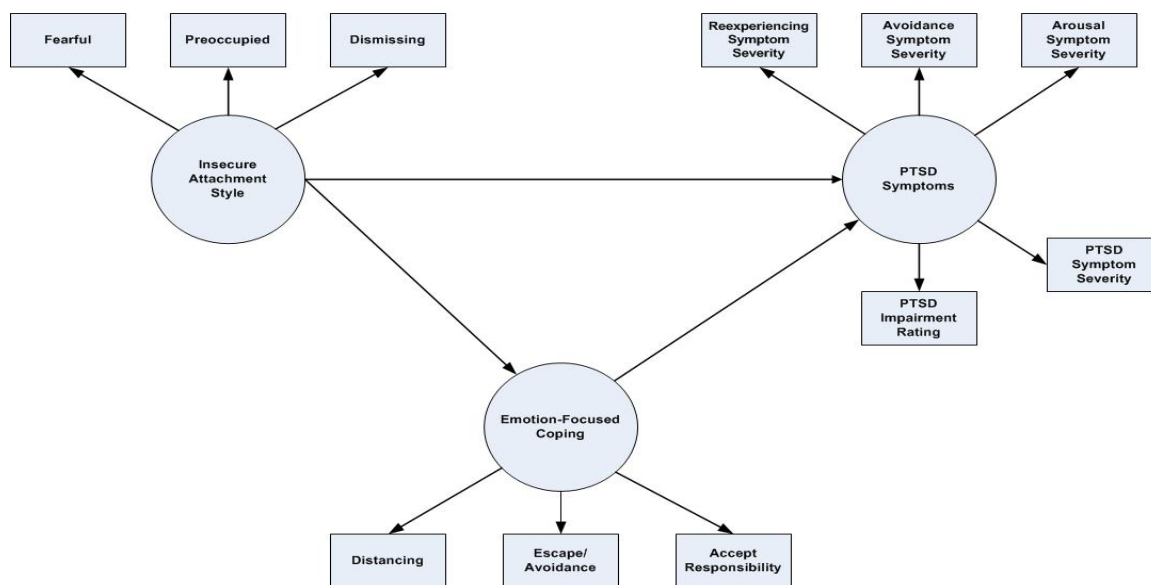 Fearful
Preoccupied
Dismissing
Reexperiencing
Symptom
Severity
Avoidance
Symptom
Severity
Arousal
Symptom
Severity
Insecure
Attachment
Style
PTSD
Symptoms
PTSD
Symptom
Severity
PTSD
Impairment
Rating
Emotion-Focused
Coping
Distancing
Escape/
Avoidance
Accept
Responsibility